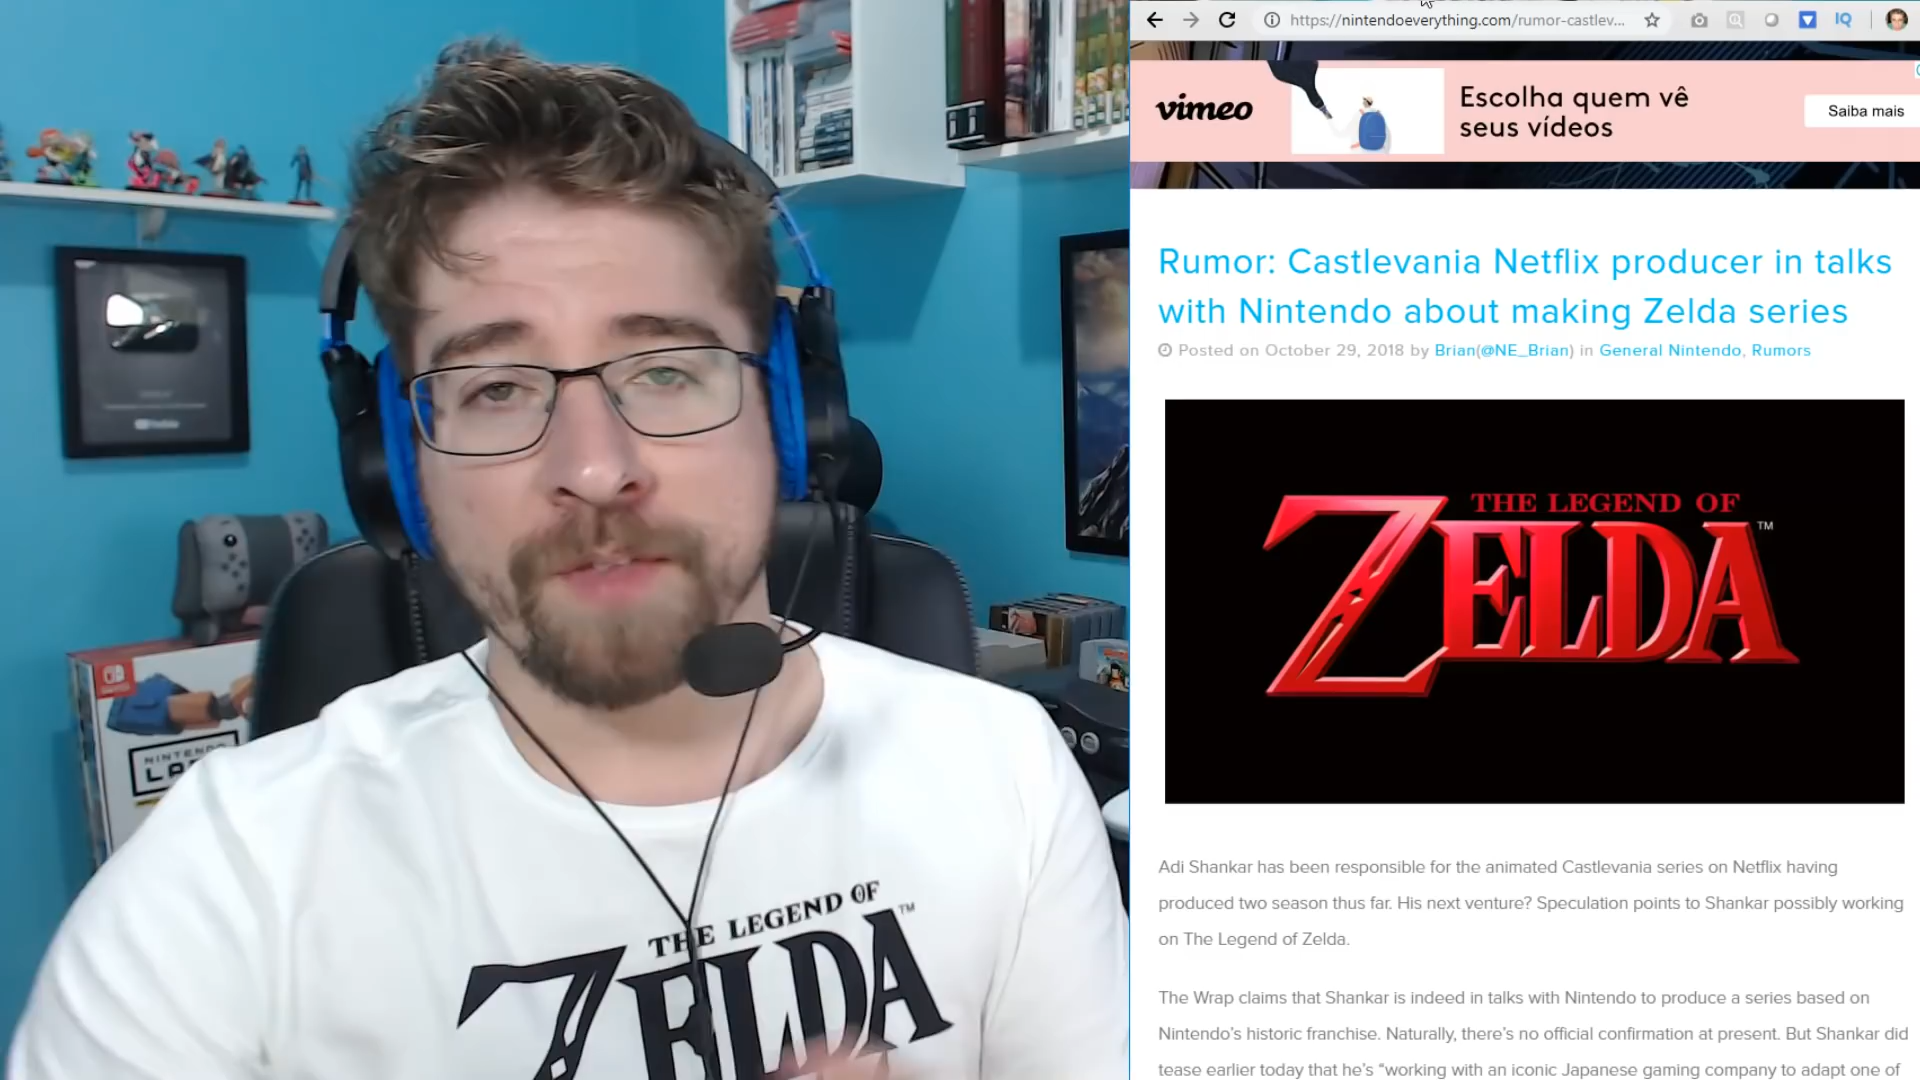 https://nintendoeverything.com/rumor-castlev...
IQ
vimeo
Escolha quem vê
seus vídeos
Saiba mais
Rumor: Castlevania Netflix producer in talks
with Nintendo about making Zelda series
Posted on October 29, 2018 by Brian(@NE_Brian) in General Nintendo, Rumors
THE LEGEND OF
ZELDA™
Adi Shankar has been responsible for the animated Castlevania series on Netflix having
produced two season thus far. His next venture? Speculation points to Shankar possibly working
on The Legend of Zelda.
The Wrap claims that Shankar is indeed in talks with Nintendo to produce a series based on
Nintendo's historic franchise. Naturally, there's no official confirmation at present. But Shankar did
tease earlier today that he's "working with an iconic Japanese gaming company to adapt one of
NINTENDO
THE LEGEND OF
ZELDA™